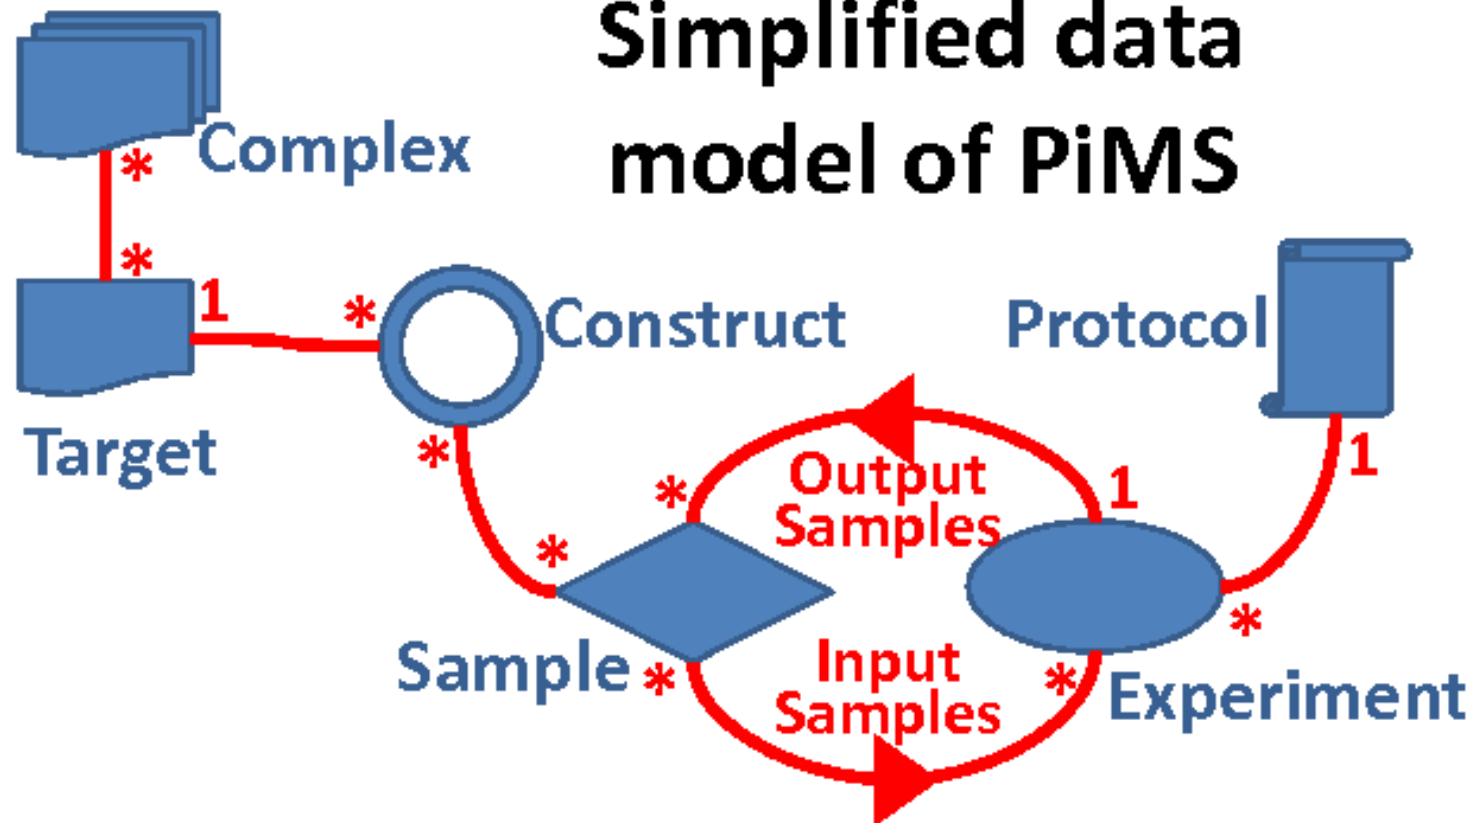 Simplified data
model of PiMS
Complex
*
*
1
*
Construct
Protocol
Target
*
*
*
Output
Samples
1
1
*
Sample
*
Input
Samples
*
Experiment